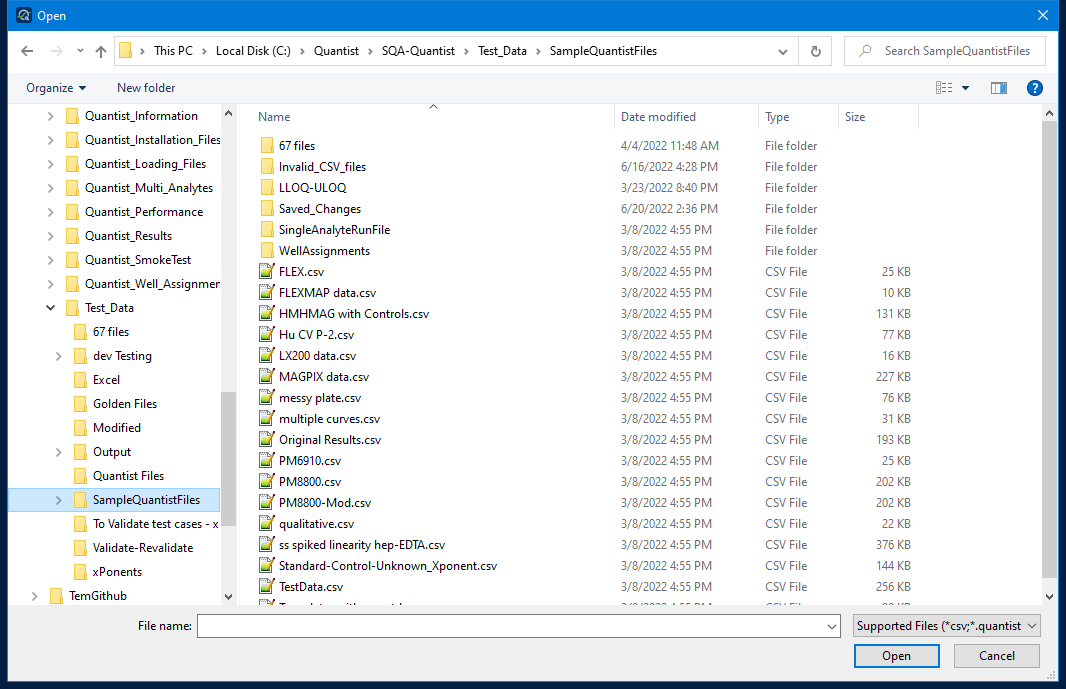 Open
This PC > Local Disk (C:) > Quantist > SQA-Quantist > Test_Data > SampleQuantistFiles
Search SampleQuantistFiles
Organize
New folder
?
Quantist_Information
Quantist_Installation_Files
Quantist_Loading_Files
Quantist_Multi_Analytes
Quantist_Performance
Quantist_Results
Quantist_SmokeTest
Quantist_Well_Assignmen
Test_Data
67 files
dev Testing
Excel
Golden Files
Modified
Output
Quantist Files
SampleQuantistFiles
To Validate test cases - x
Validate-Revalidate
xPonents
TemGithub
Name Date modified Type Size
67 files 4/4/2022 11:48 AM File folder
Invalid_CSV_files 6/16/2022 4:28 PM File folder
LLOQ-ULOQ 3/23/2022 8:40 PM File folder
Saved_Changes 6/20/2022 2:36 PM File folder
SingleAnalyteRunFile 3/8/2022 4:55 PM File folder
WellAssignments 3/8/2022 4:55 PM File folder
FLEX.csv 3/8/2022 4:55 PM CSV File 25 KB
FLEXMAP data.csv 3/8/2022 4:55 PM CSV File 10 KB
HMHMAG with Controls.csv 3/8/2022 4:55 PM CSV File 131 KB
Hu CV P-2.csv 3/8/2022 4:55 PM CSV File 77 KB
LX200 data.csv 3/8/2022 4:55 PM CSV File 16 KB
MAGPIX data.csv 3/8/2022 4:55 PM CSV File 227 KB
messy plate.csv 3/8/2022 4:55 PM CSV File 76 KB
multiple curves.csv 3/8/2022 4:55 PM CSV File 31 KB
Original Results.csv 3/8/2022 4:55 PM CSV File 193 KB
PM6910.csv 3/8/2022 4:55 PM CSV File 25 KB
PM8800.csv 3/8/2022 4:55 PM CSV File 202 KB
PM8800-Mod.csv 3/8/2022 4:55 PM CSV File 202 KB
qualitative.csv 3/8/2022 4:55 PM CSV File 22 KB
ss spiked linearity hep-EDTA.csv 3/8/2022 4:55 PM CSV File 376 KB
Standard-Control-Unknown_Xponent.csv 3/8/2022 4:55 PM CSV File 144 KB
TestData.csv 3/8/2022 4:55 PM CSV File 256 KB
File name:
Supported Files (*csv;*.quantist
Open
Cancel